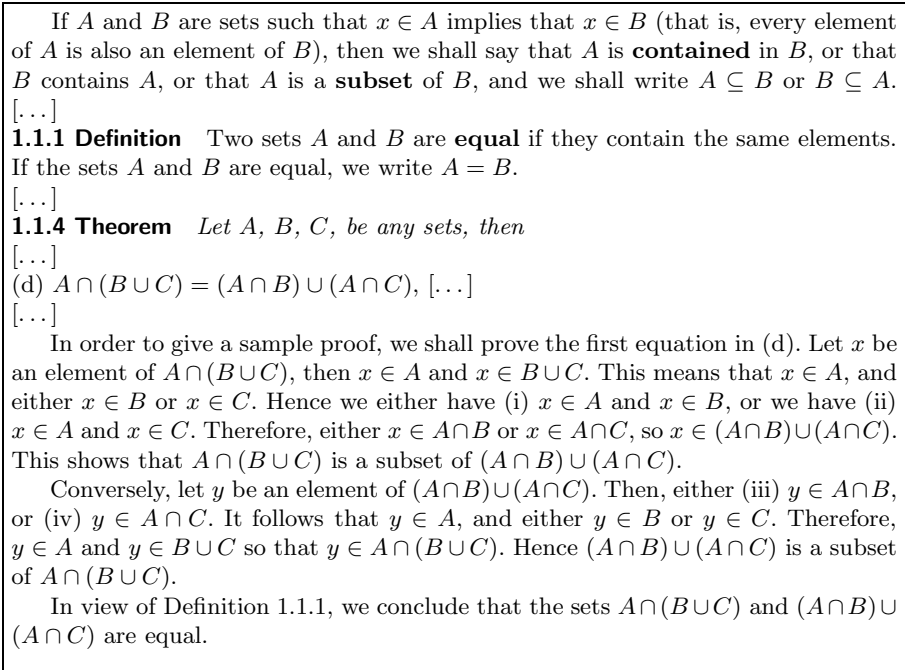 If A and B are sets such that x ∈ A implies that x ∈ B (that is, every element
of A is also an element of B), then we shall say that A is contained in B, or that
B contains A, or that A is a subset of B, and we shall write A ⊆ B or B ⊆ A.
[. . . ]
1.1.1 Definition Two sets A and B are equal if they contain the same elements.
If the sets A and B are equal, we write A = B.
[. . . ]
1.1.4 Theorem Let A, B, C, be any sets, then
[. . . ]
(d) A ∩ (B ∪ C) = (A ∩ B) ∪ (A ∩ C), [. . . ]
[. . . ]
In order to give a sample proof, we shall prove the first equation in (d). Let x be
an element of A ∩ (B ∪ C), then x ∈ A and x ∈ B ∪ C. This means that x ∈ A, and
either x ∈ B or x ∈ C. Hence we either have (i) x ∈ A and x ∈ B, or we have (ii)
x ∈ A and x ∈ C. Therefore, either x ∈ A ∩ B or x ∈ A ∩ C, so x ∈ (A ∩ B) ∪ (A ∩ C).
This shows that A ∩ (B ∪ C) is a subset of (A ∩ B) ∪ (A ∩ C).
Conversely, let y be an element of (A ∩ B) ∪ (A ∩ C). Then, either (iii) y ∈ A ∩ B,
or (iv) y ∈ A ∩ C. It follows that y ∈ A, and either y ∈ B or y ∈ C. Therefore,
y ∈ A and y ∈ B ∪ C so that y ∈ A ∩ (B ∪ C). Hence (A ∩ B) ∪ (A ∩ C) is a subset
of A ∩ (B ∪ C).
In view of Definition 1.1.1, we conclude that the sets A ∩ (B ∪ C) and (A ∩ B) ∪
(A ∩ C) are equal.